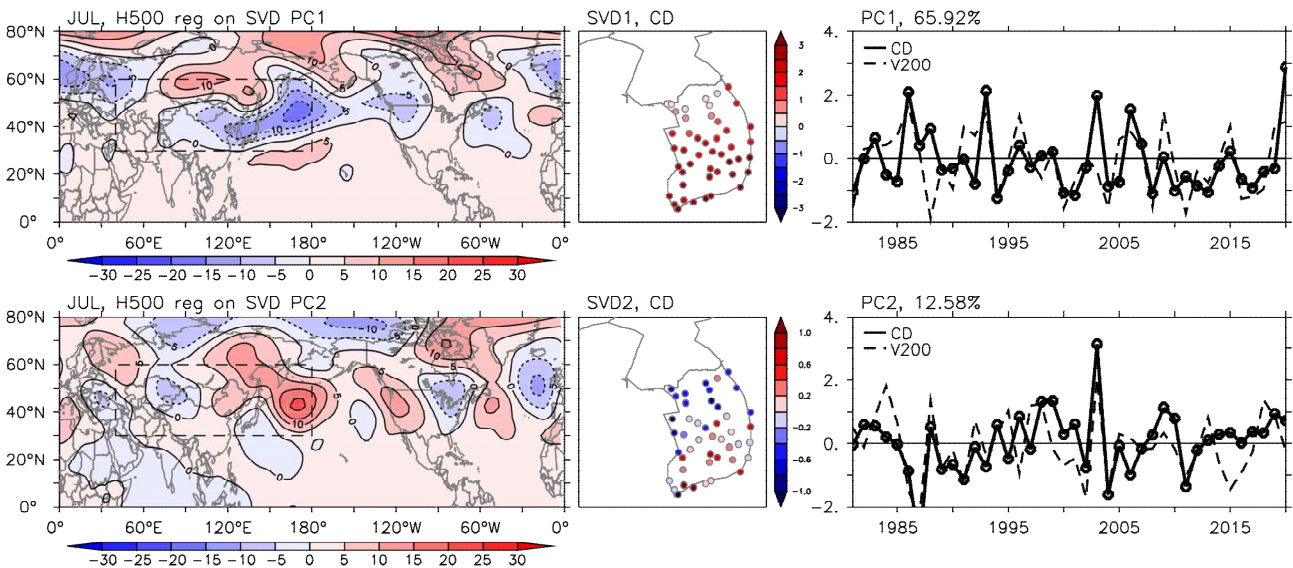 JUL, H500 reg on SVD PC1
SVD1, CD
PC1, 65.92%
80°N
60°N
40°N
20°N
0°
0° 60°E 120°E 180° 120°W 60°W 0°
-30 -25 -20 -15 -10 -5 0 5 10 15 20 25 30
3
2
1
0
-1
-2
-3
CD
V200
4.
2.
0.
-2.
1985 1995 2005 2015
JUL, H500 reg on SVD PC2
SVD2, CD
PC2, 12.58%
80°N
60°N
40°N
20°N
0°
0° 60°E 120°E 180° 120°W 60°W 0°
-30 -25 -20 -15 -10 -5 0 5 10 15 20 25 30
1.0
0.6
0.2
-0.2
-0.6
-1.0
CD
V200
4.
2.
0.
-2.
1985 1995 2005 2015